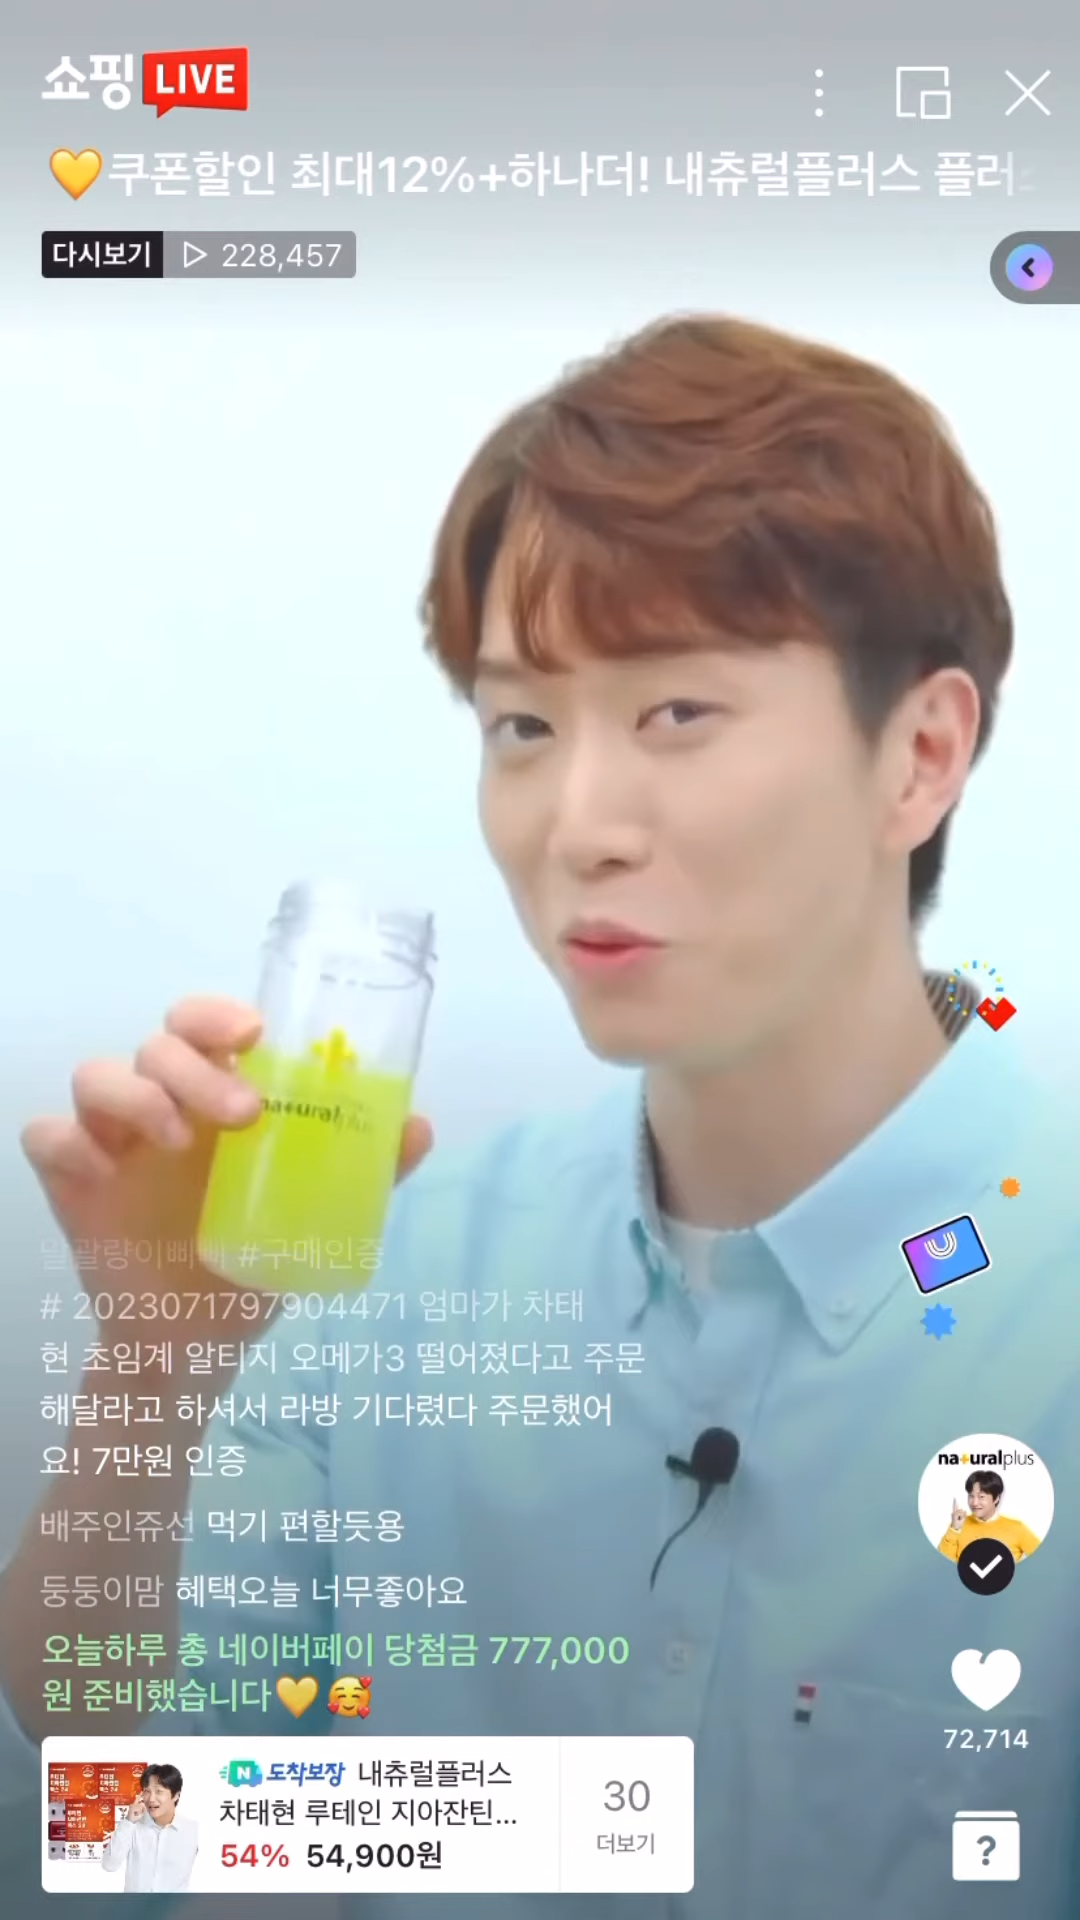 쇼핑 LIVE
💛쿠폰할인 최대12%+하나더! 내츄럴플러스 플러
다시보기 228,457
naturalplus
말괄량이삐삐 #구매인증
# 2023071797904471 엄마가 차태
현 초임계 알티지 오메가3 떨어졌다고 주문
해달라고 하셔서 라방 기다렸다 주문했어
요! 7만원 인증
naturalplus
배주인쥬선 먹기 편할듯용
둥둥이맘 혜택오늘 너무좋아요
오늘하루 총 네이버페이 당첨금 777,000
원 준비했습니다💛🥰
72,714
N 도착보장 내츄럴플러스
차태현 루테인 지아잔틴...
54% 54,900원
30
더보기
?